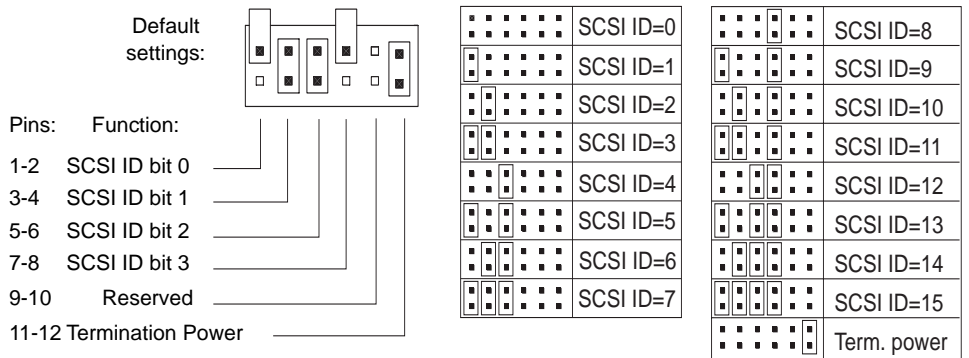 Default
settings:
Pins: Function:
1-2 SCSI ID bit 0
3-4 SCSI ID bit 1
5-6 SCSI ID bit 2
7-8 SCSI ID bit 3
9-10 Reserved
11-12 Termination Power
SCSI ID=0
SCSI ID=1
SCSI ID=2
SCSI ID=3
SCSI ID=4
SCSI ID=5
SCSI ID=6
SCSI ID=7
SCSI ID=8
SCSI ID=9
SCSI ID=10
SCSI ID=11
SCSI ID=12
SCSI ID=13
SCSI ID=14
SCSI ID=15
Term. power